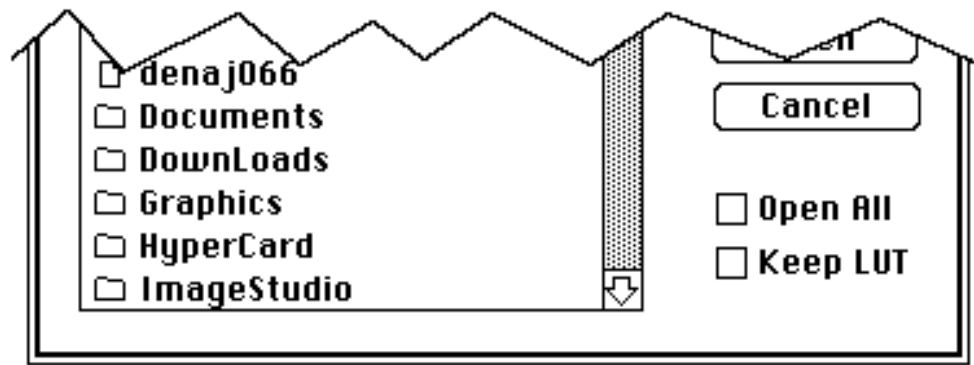 denaj066
Documents
DownLoads
Graphics
HyperCard
ImageStudio
Cancel
Open All
Keep LUT